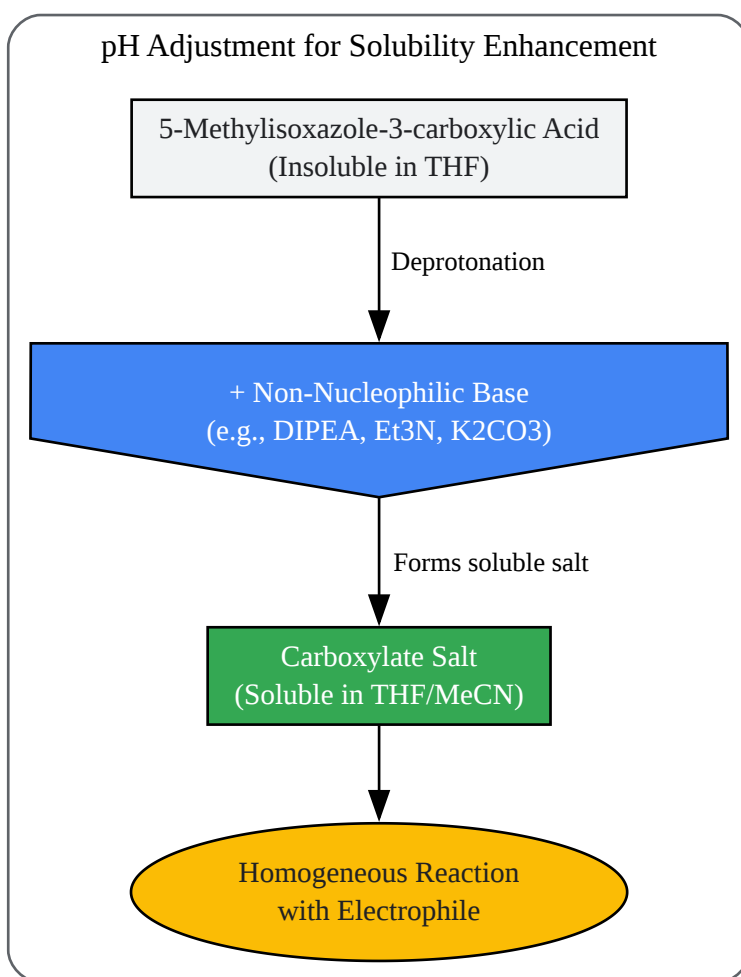 pH Adjustment for Solubility Enhancement
5-Methylisoxazole-3-carboxylic Acid
(Insoluble in THF)
Deprotonation
+ Non-Nucleophilic Base
(e.g., DIPEA, Et3N, K2CO3)
Forms soluble salt
Carboxylate Salt
(Soluble in THF/MeCN)
Homogeneous Reaction
with Electrophile